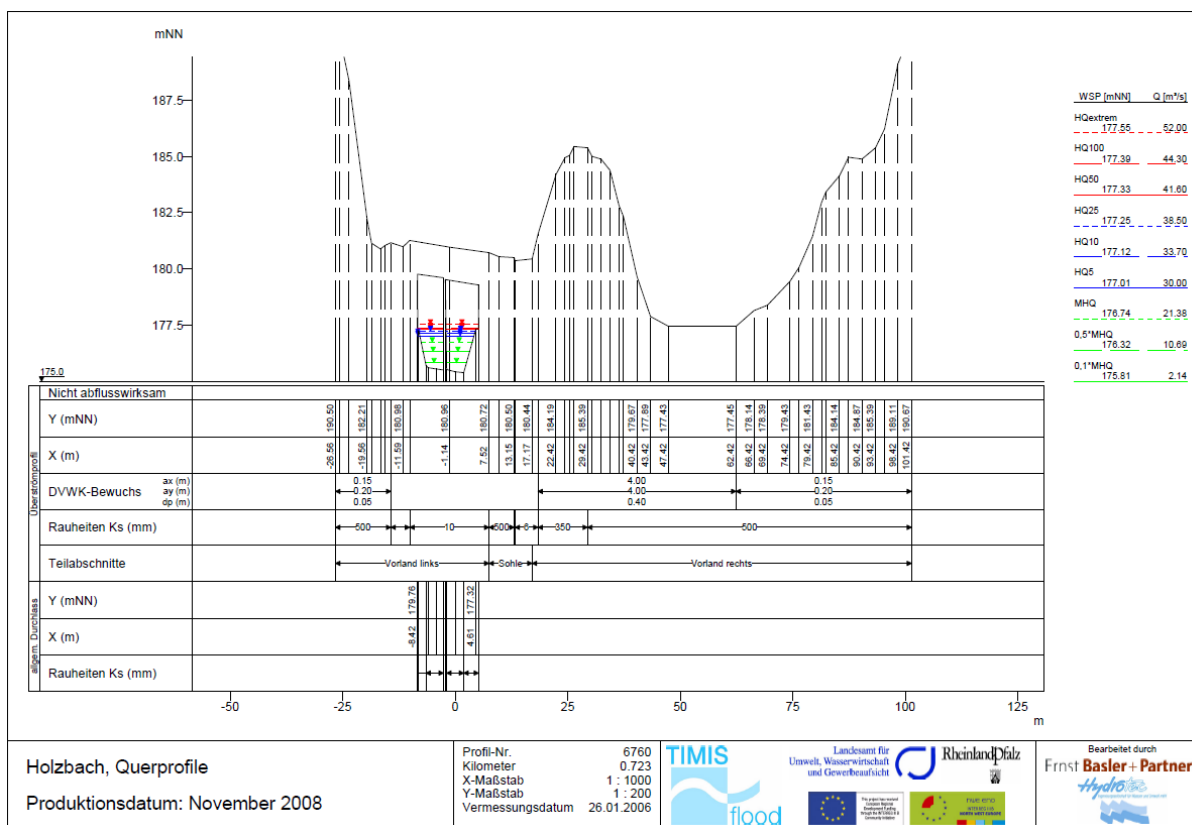 mNN
187.5
185.0
182.5
180.0
177.5
175.0
WSP [mNN] Q [m³/s]
HQextrem
177.55 52.00
HQ100
177.39 44.30
HQ50
177.33 41.60
HQ25
177.25 38.50
HQ10
177.12 33.70
HQ5
177.01 30.00
MHQ
176.74 21.38
0,5*MHQ
176.32 10.69
0,1*MHQ
175.81 2.14
Überströmprofil
Nicht abflusswirksam
Y (mNN) 190.50 182.21 180.98 180.96 180.72 180.50 180.44 184.19 185.39 179.67 177.89 177.43 177.45 178.14 178.39 179.43 181.43 184.14 184.87 185.39 189.11 190.67
X (m) -26.56 -19.56 -11.59 -1.14 7.52 13.15 17.17 22.42 29.42 40.42 43.42 47.42 62.42 66.42 69.42 74.42 79.42 85.42 90.42 93.42 98.42 101.42
DVWK-Bewuchs
ax (m) 0.15 4.00 0.15
ay (m) 0.20 4.00 0.20
dp (m) 0.05 0.40 0.05
Rauheiten Ks (mm) 500 10 500 6 350 500
Teilabschnitte Vorland links Sohle Vorland rechts
allgem. Durchlass
Y (mNN) 179.76 177.32
X (m) -8.42 4.61
Rauheiten Ks (mm)
-50 -25 0 25 50 75 100 125
m
Holzbach, Querprofile
Produktionsdatum: November 2008
Profil-Nr. 6760
Kilometer 0.723
X-Maßstab 1 : 1000
Y-Maßstab 1 : 200
Vermessungsdatum 26.01.2006
TIMIS
flood
Landesamt für
Umwelt, Wasserwirtschaft
und Gewerbeaufsicht
RheinlandPfalz
Bearbeitet durch
Ernst Basler + Partner
Hydrotec